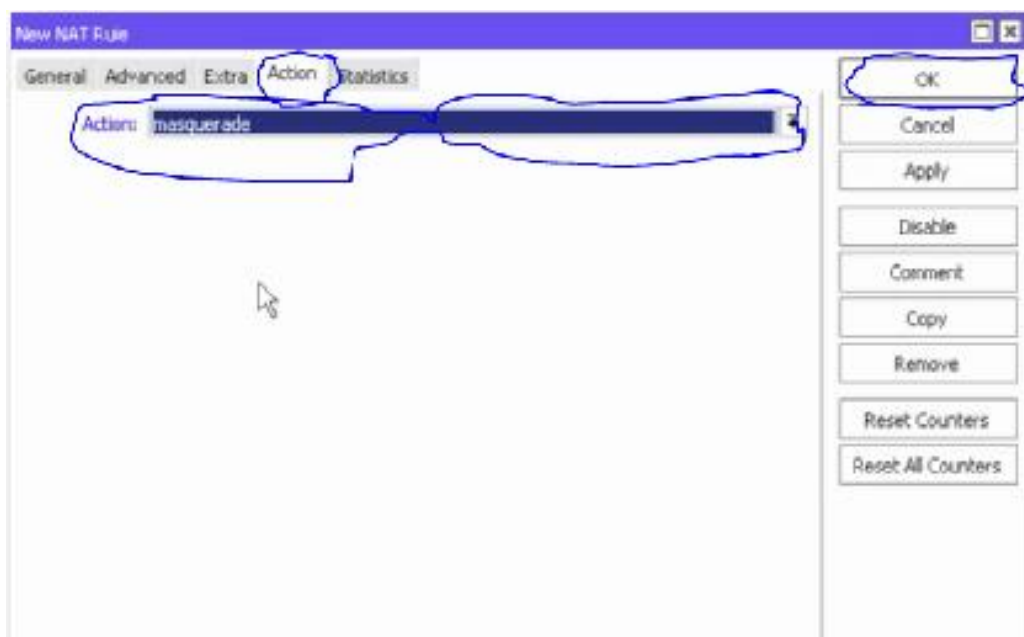 New NAT Rule
General Advanced Extra Action Statistics
Action: masquerade
OK
Cancel
Apply
Disable
Comment
Copy
Remove
Reset Counters
Reset All Counters